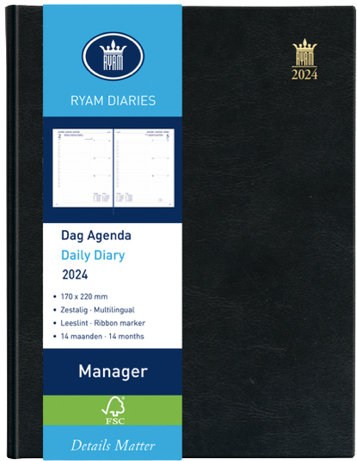 RYAM
RYAM DIARIES
Dag Agenda
Daily Diary
2024
• 170 x 220 mm
• Zestalig · Multilingual
• Leeslint · Ribbon marker
• 14 maanden · 14 months
Manager
FSC
Details Matter
RYAM
2024